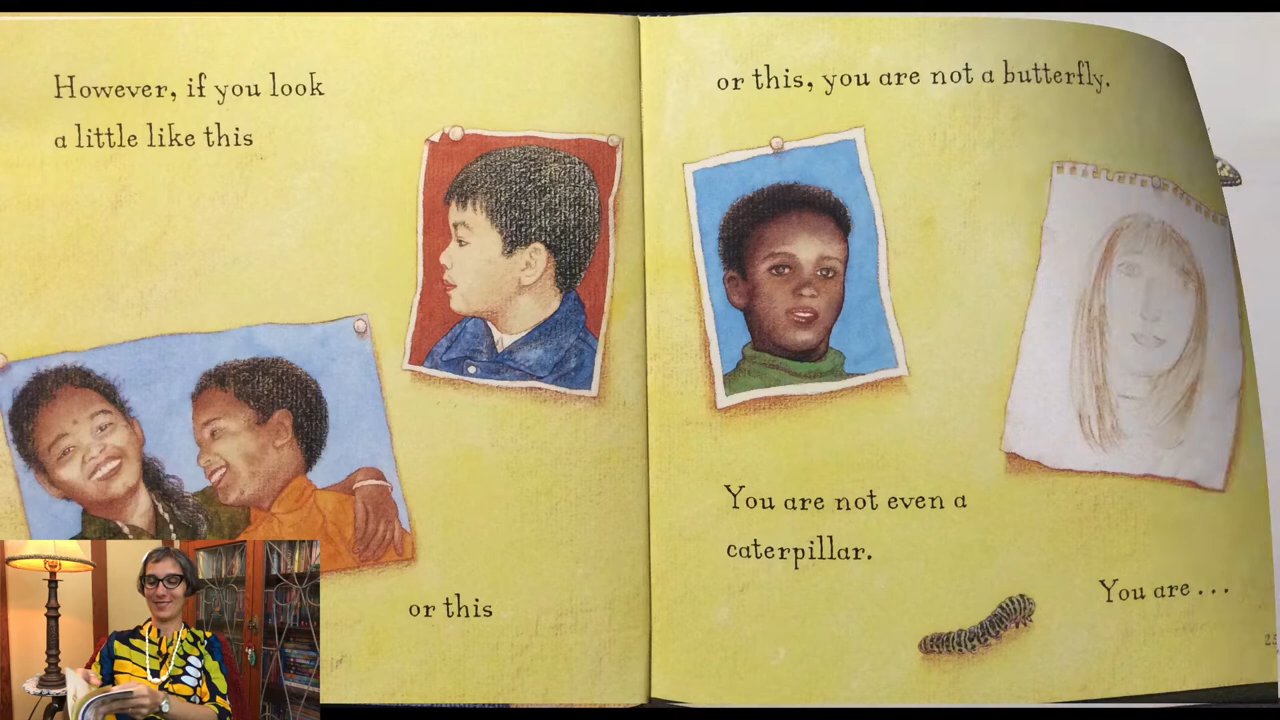 However, if you look
a little like this
or this
or this, you are not a butterfly.
You are not even a
caterpillar.
You are . . .